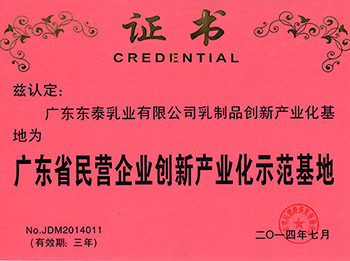 证书
CREDENTIAL
兹认定：
广东东泰乳业有限公司乳制品创新产业化基
地为
广东省民营企业创新产业化示范基地
No.JDM2014011
(有效期：三年)
二〇一四年七月